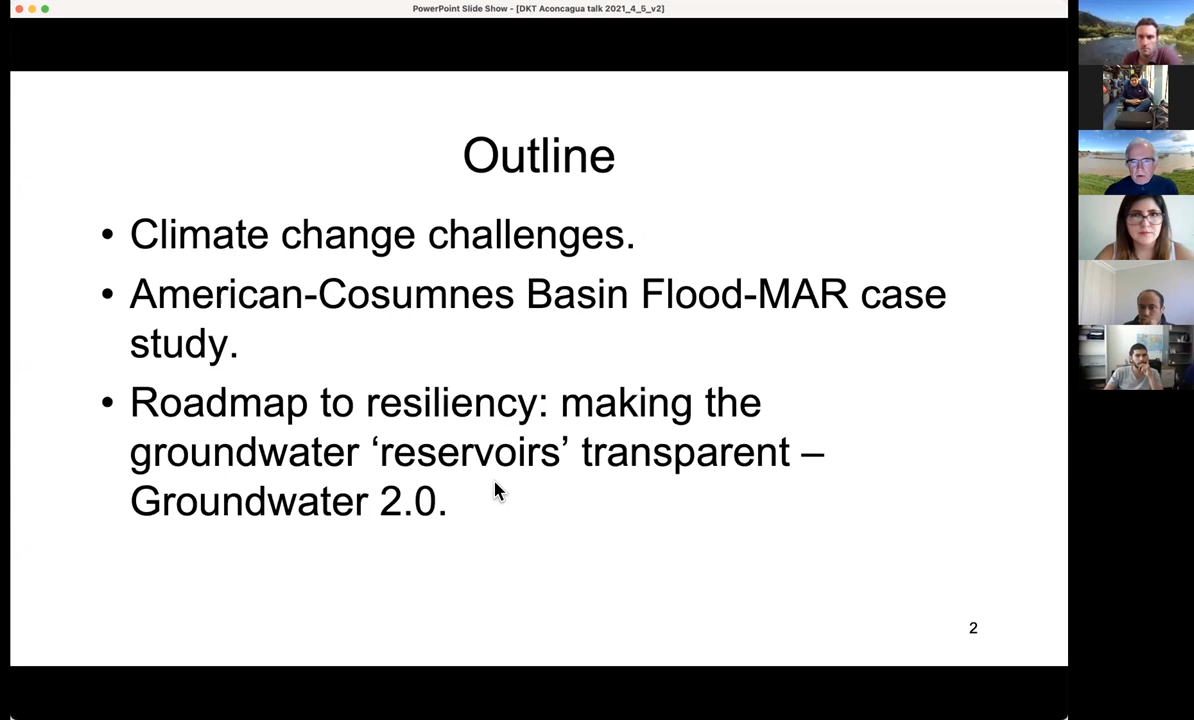 PowerPoint Slide Show - [DKT Aconcagua talk 2021_4_5_v2]
Outline
• Climate change challenges.
• American-Cosumnes Basin Flood-MAR case
study.
• Roadmap to resiliency: making the
groundwater ‘reservoirs’ transparent –
Groundwater 2.0.
2